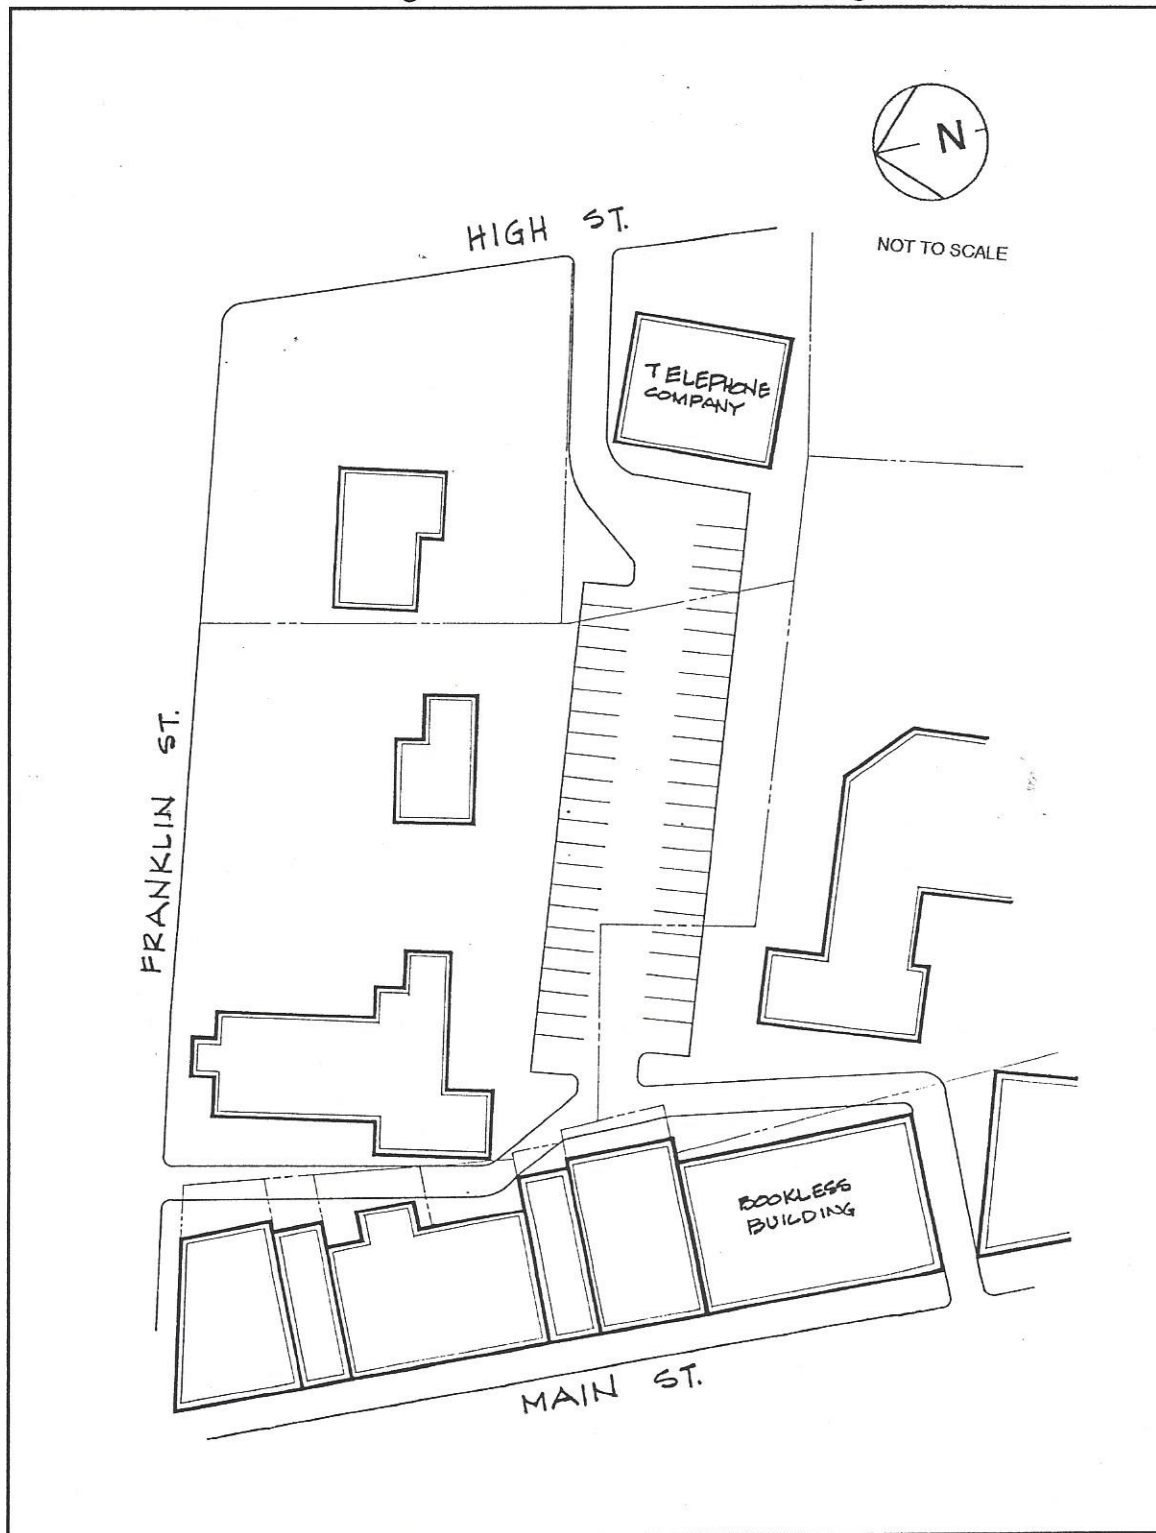 N
NOT TO SCALE
HIGH ST.
TELEPHONE
COMPANY
FRANKLIN ST.
BOOKLESS
BUILDING
MAIN ST.